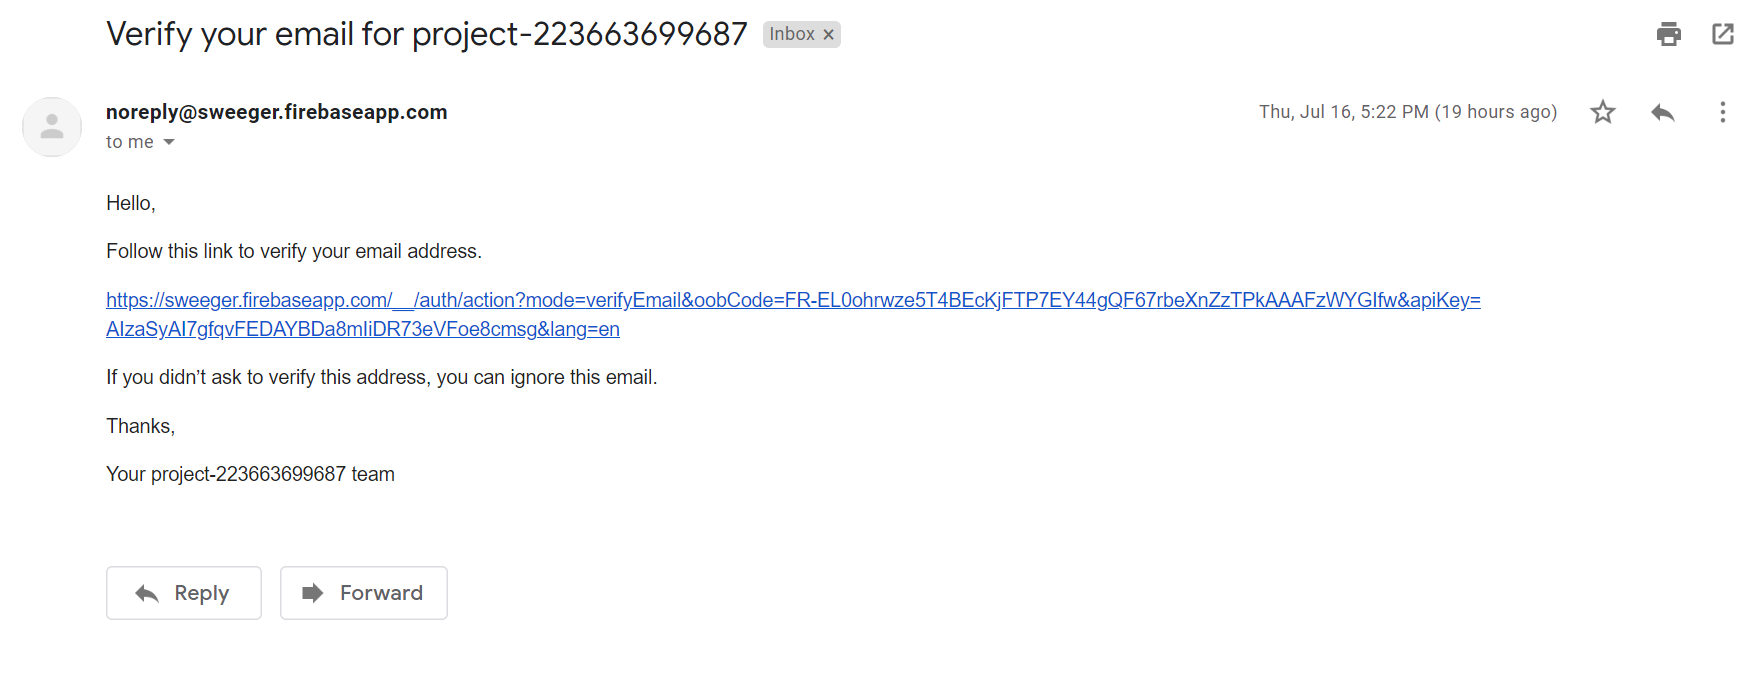 Verify your email for project-223663699687 Inbox ×
noreply@sweeger.firebaseapp.com Thu, Jul 16, 5:22 PM (19 hours ago)
to me
Hello,
Follow this link to verify your email address.
https://sweeger.firebaseapp.com/__/auth/action?mode=verifyEmail&oobCode=FR-EL0ohrwze5T4BEcKjFTP7EY44gQF67rbeXnZzTPkAAAFzWYGIfw&apiKey=
AIzaSyAI7gfqvFEDAYBDa8mIiDR73eVFoe8cmsg&lang=en
If you didn’t ask to verify this address, you can ignore this email.
Thanks,
Your project-223663699687 team
Reply Forward